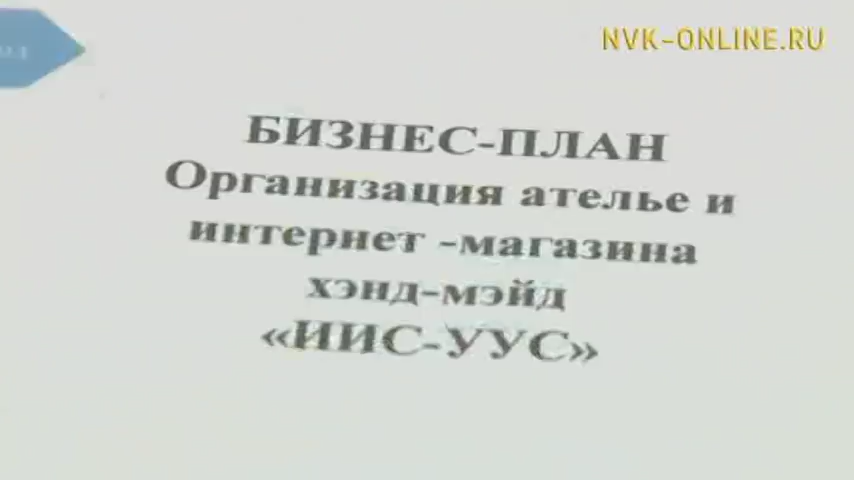 NVK-ONLINE.RU
БИЗНЕС-ПЛАН
Организация ателье и
интернет -магазина
хэнд-мэйд
«ИИС-УУС»